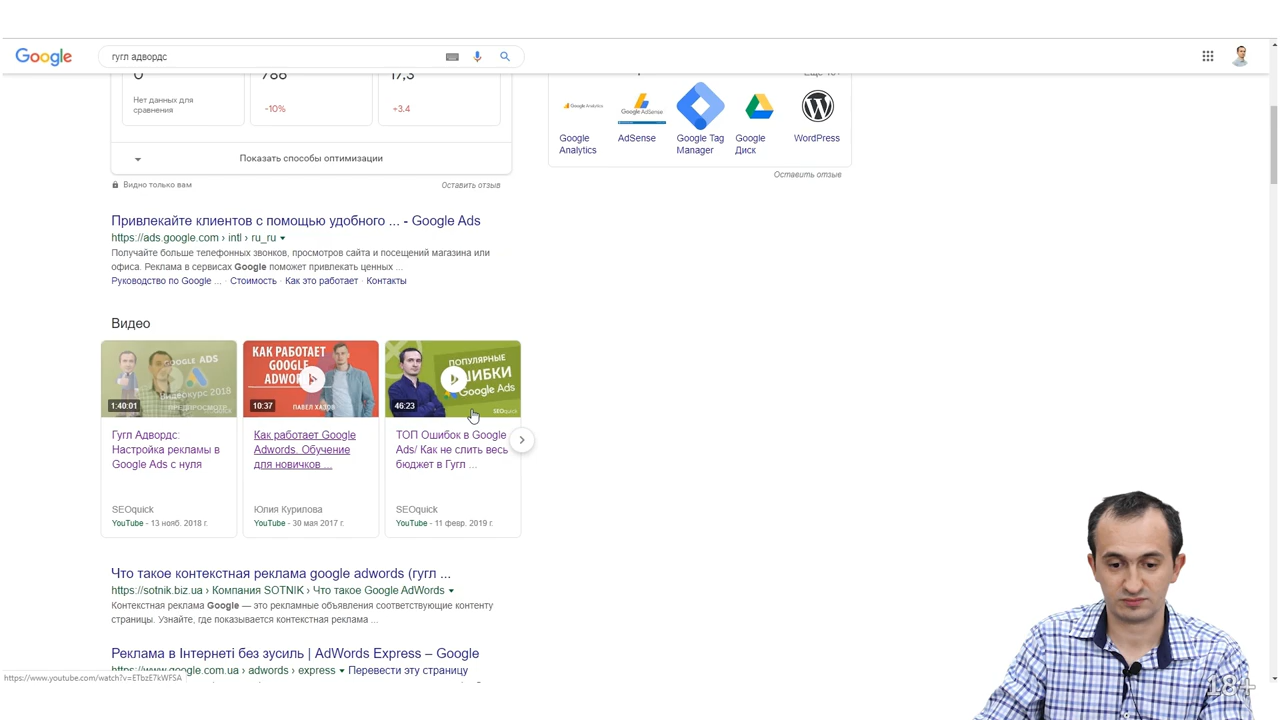 Google
гугл адвордс
0
786
17,3
Нет данных для
сравнения
-10%
+3.4
Показать способы оптимизации
Видно только вам
Оставить отзыв
Google
Analytics
AdSense
Google Tag
Manager
Google
Диск
WordPress
Оставить отзыв
Привлекайте клиентов с помощью удобного ... - Google Ads
https://ads.google.com › intl › ru_ru
Получайте больше телефонных звонков, просмотров сайта и посещений магазина или
офиса. Реклама в сервисах Google поможет привлекать ценных ...
Руководство по Google ... · Стоимость · Как это работает · Контакты
Видео
GOOGLE ADS
ВИДЕОКУРС 2018
ПРЕДПРОСМОТР
1:40:01
КАК РАБОТАЕТ
GOOGLE
ПАВЕЛ ХАЗОВ
10:37
ПОПУЛЯРНЫЕ
Google Ads
SEOquick
46:23
Гугл Адвордс:
Настройка рекламы в
Google Ads с нуля
SEOquick
YouTube - 13 нояб. 2018 г.
Как работает Google
Adwords. Обучение
для новичков ...
Юлия Курилова
YouTube - 30 мая 2017 г.
ТОП Ошибок в Google
Ads/ Как не слить весь
бюджет в Гугл ...
SEOquick
YouTube - 11 февр. 2019 г.
Что такое контекстная реклама google adwords (гугл ...
https://sotnik.biz.ua › Компания SOTNIK › Что такое Google AdWords
Контекстная реклама Google — это рекламные объявления соответствующие контенту
страницы. Узнайте, где показывается контекстная реклама ...
Реклама в Інтернеті без зусиль | AdWords Express – Google
https://www.google.com.ua › adwords › express
Перевести эту страницу
https://www.youtube.com/watch?v=ETbzE7kWFSA
18+